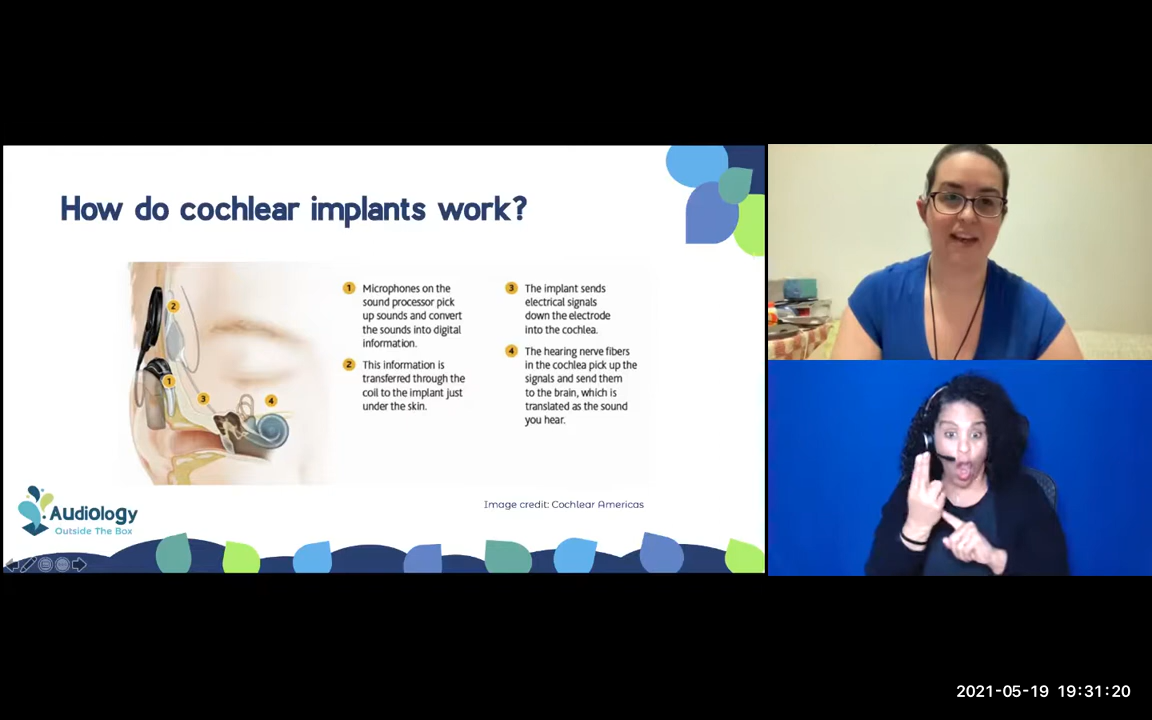 How do cochlear implants work?
2
1
3
4
1 Microphones on the
sound processor pick
up sounds and convert
the sounds into digital
information.
2 This information is
transferred through the
coil to the implant just
under the skin.
3 The implant sends
electrical signals
down the electrode
into the cochlea.
4 The hearing nerve fibers
in the cochlea pick up the
signals and send them
to the brain, which is
translated as the sound
you hear.
Image credit: Cochlear Americas
Audiology
Outside The Box
2021-05-19 19:31:20